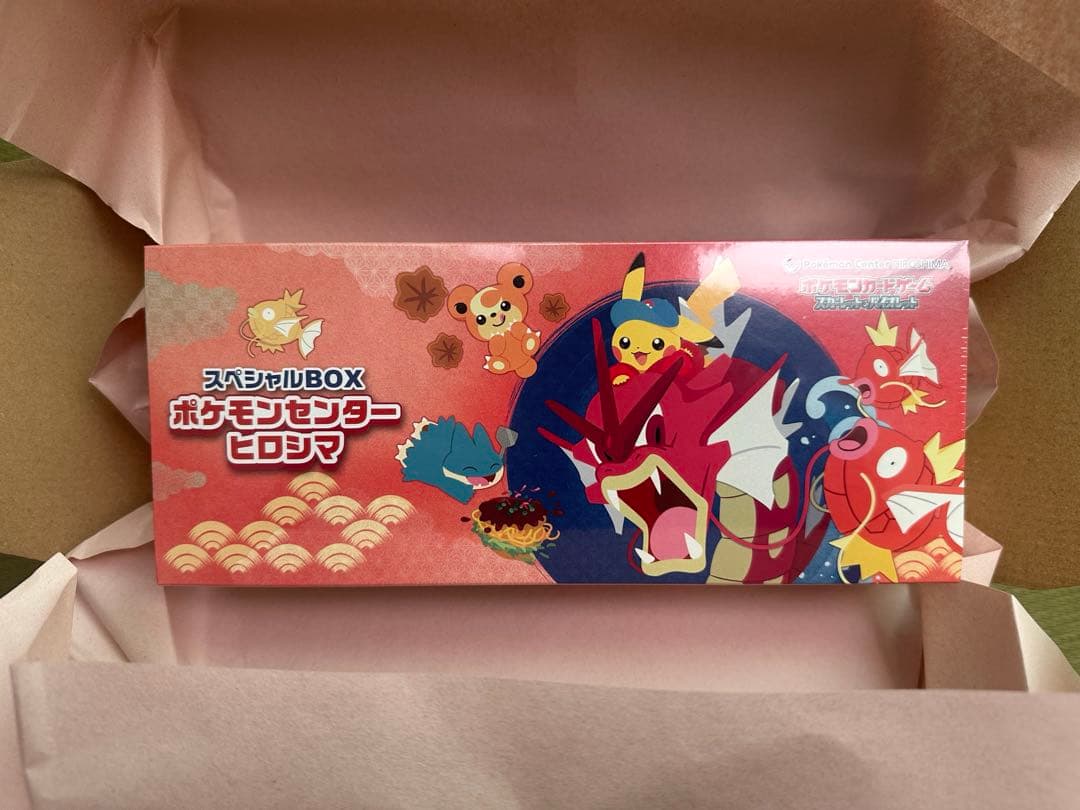 スペシャルBOX
ポケモンセンター
ヒロシマ
Pokémon Center HIROSHIMA
ポケモンカードゲーム
スカーレット&バイオレット